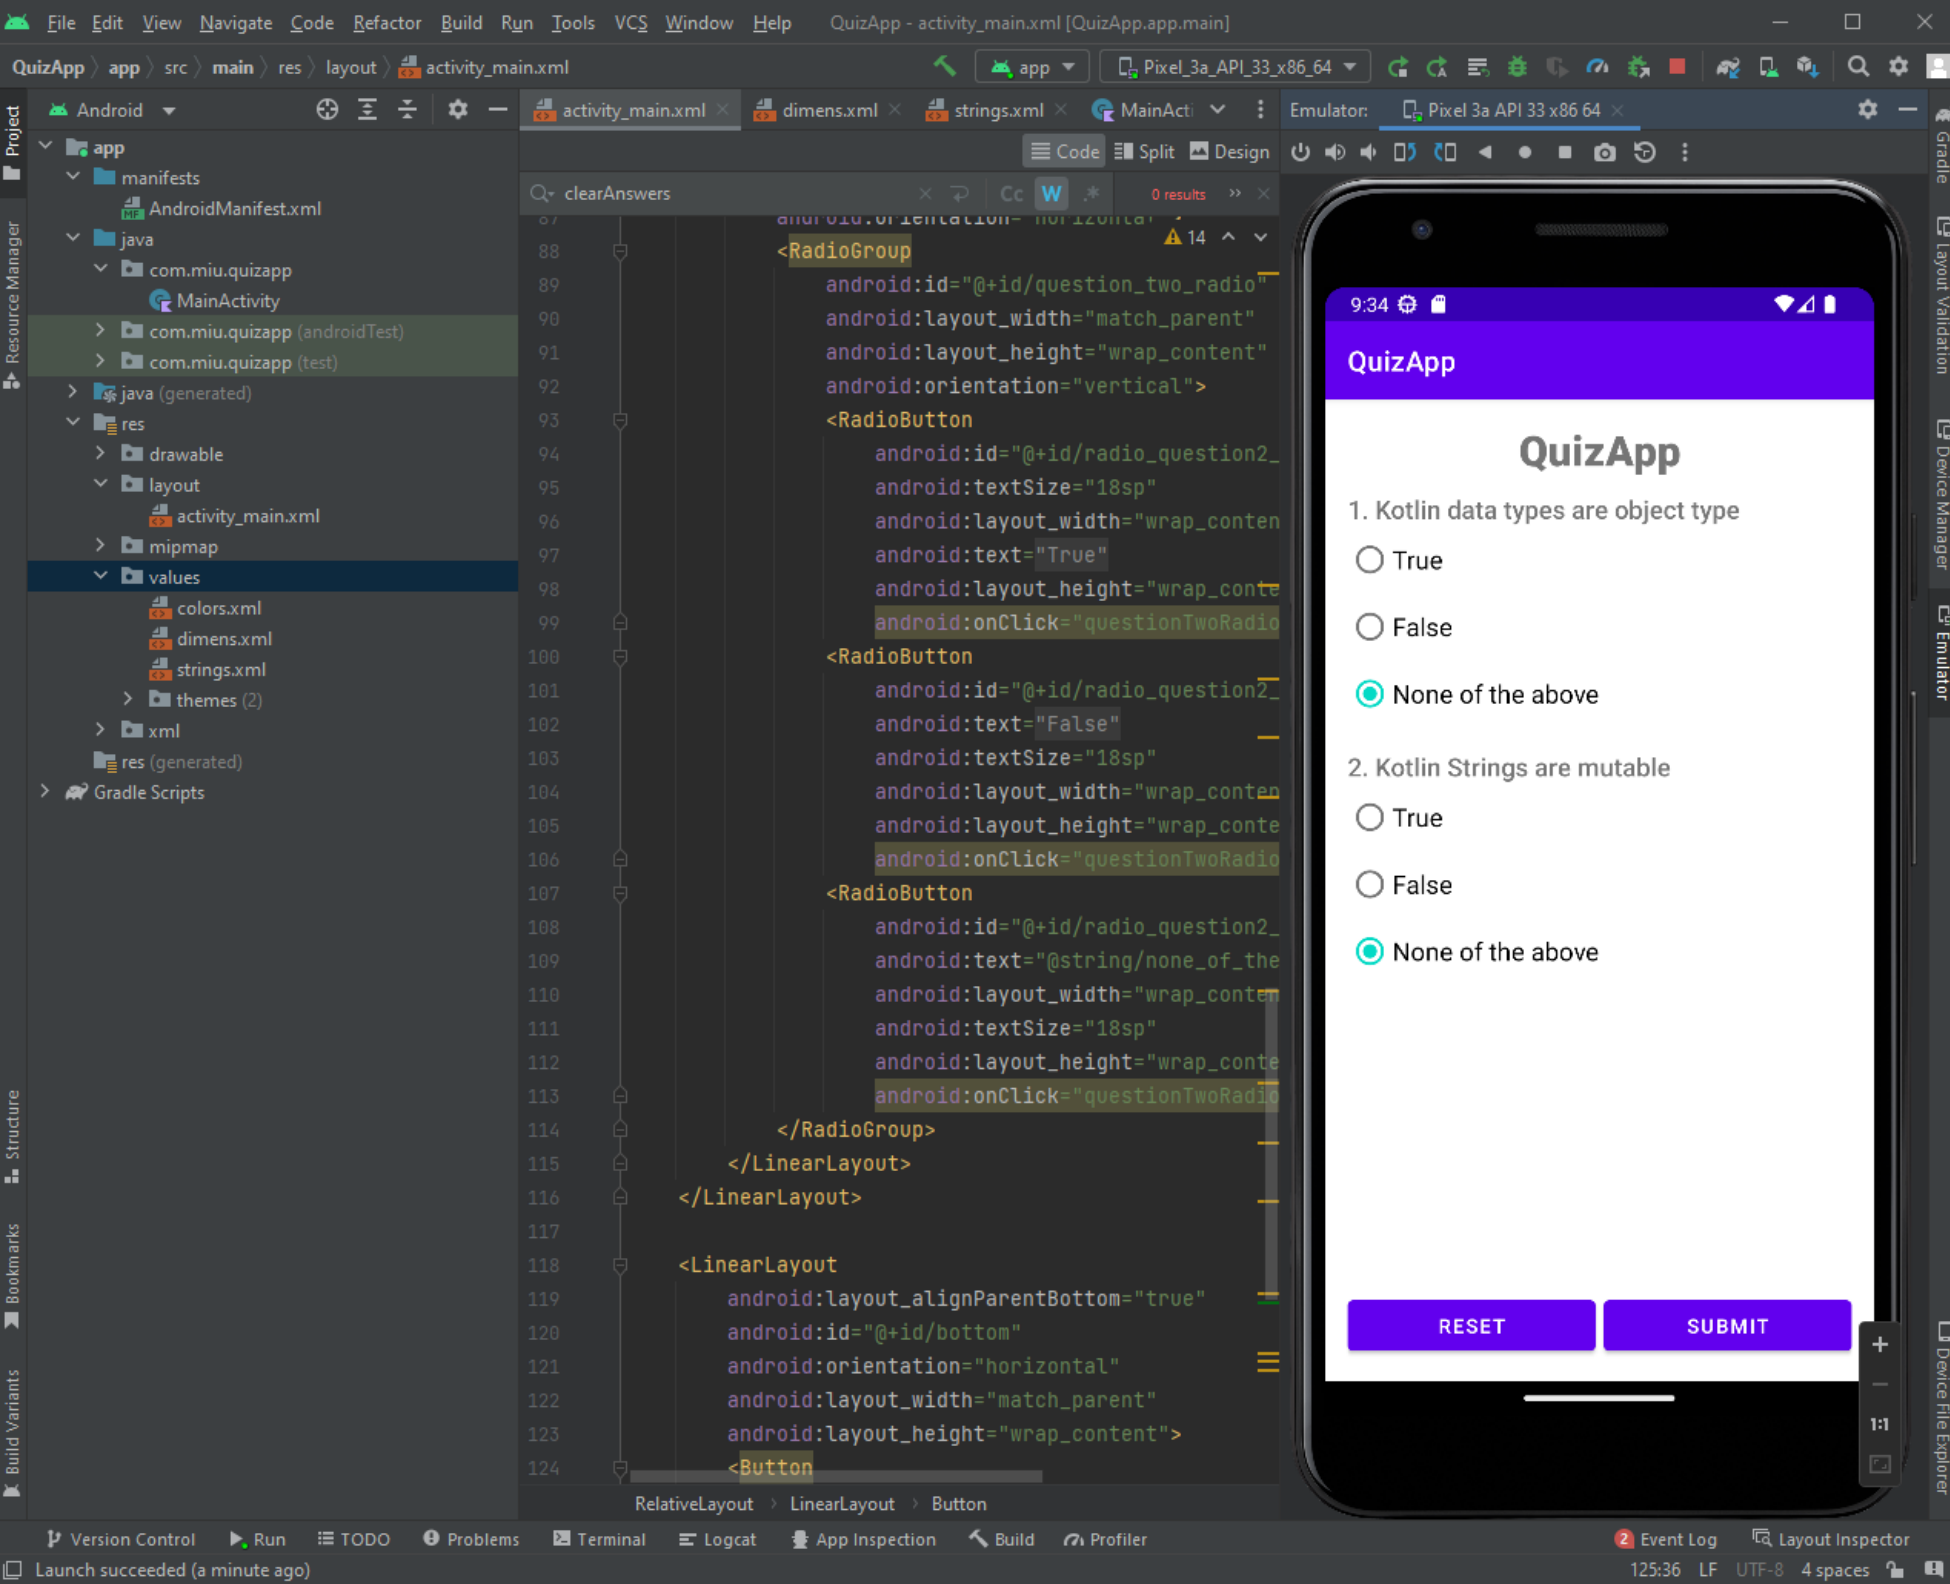 File Edit View Navigate Code Refactor Build Run Tools VCS Window Help QuizApp - activity_main.xml [QuizApp.app.main]
QuizApp app src main res layout activity_main.xml app Pixel_3a_API_33_x86_64
Project
Resource Manager
Structure
Bookmarks
Build Variants
Android
app
manifests
AndroidManifest.xml
java
com.miu.quizapp
MainActivity
com.miu.quizapp (androidTest)
com.miu.quizapp (test)
java (generated)
res
drawable
layout
activity_main.xml
mipmap
values
colors.xml
dimens.xml
strings.xml
themes (2)
xml
res (generated)
Gradle Scripts
activity_main.xml dimens.xml strings.xml MainActi
Code Split Design
clearAnswers Cc W .* 0 results
14
87 android:orientation="horizontal">
88 <RadioGroup
89 android:id="@+id/question_two_radio"
90 android:layout_width="match_parent"
91 android:layout_height="wrap_content"
92 android:orientation="vertical">
93 <RadioButton
94 android:id="@+id/radio_question2_
95 android:textSize="18sp"
96 android:layout_width="wrap_conten
97 android:text="True"
98 android:layout_height="wrap_conte
99 android:onClick="questionTwoRadio
100 <RadioButton
101 android:id="@+id/radio_question2_
102 android:text="False"
103 android:textSize="18sp"
104 android:layout_width="wrap_conten
105 android:layout_height="wrap_conte
106 android:onClick="questionTwoRadio
107 <RadioButton
108 android:id="@+id/radio_question2_
109 android:text="@string/none_of_the
110 android:layout_width="wrap_conten
111 android:textSize="18sp"
112 android:layout_height="wrap_conte
113 android:onClick="questionTwoRadio
114 </RadioGroup>
115 </LinearLayout>
116 </LinearLayout>
117
118 <LinearLayout
119 android:layout_alignParentBottom="true"
120 android:id="@+id/bottom"
121 android:orientation="horizontal"
122 android:layout_width="match_parent"
123 android:layout_height="wrap_content">
124 <Button
RelativeLayout LinearLayout Button
Emulator: Pixel 3a API 33 x86 64
9:34
QuizApp
QuizApp
1. Kotlin data types are object type
True
False
None of the above
2. Kotlin Strings are mutable
True
False
None of the above
RESET SUBMIT
1:1
Gradle
Layout Validation
Device Manager
Emulator
Device File Explorer
Version Control Run TODO Problems Terminal Logcat App Inspection Build Profiler 2 Event Log Layout Inspector
Launch succeeded (a minute ago) 125:36 LF UTF-8 4 spaces